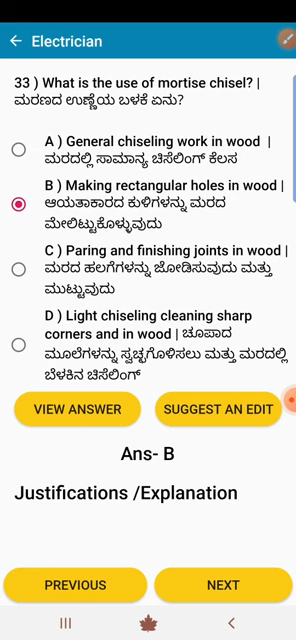 Electrician
33 ) What is the use of mortise chisel? |
ಮರಣದ ಉಣ್ಣೆಯ ಬಳಕೆ ಏನು?
A ) General chiseling work in wood |
ಮರದಲ್ಲಿ ಸಾಮಾನ್ಯ ಚಿಸೆಲಿಂಗ್ ಕೆಲಸ
B ) Making rectangular holes in wood |
ಆಯತಾಕಾರದ ಕುಳಿಗಳನ್ನು ಮರದ
ಮೇಲಿಟ್ಟುಕೊಳ್ಳುವುದು
C ) Paring and finishing joints in wood |
ಮರದ ಹಲಗೆಗಳನ್ನು ಜೋಡಿಸುವುದು ಮತ್ತು
ಮುಟ್ಟುವುದು
D ) Light chiseling cleaning sharp
corners and in wood | ಚೂಪಾದ
ಮೂಲೆಗಳನ್ನು ಸ್ವಚ್ಛಗೊಳಿಸಲು ಮತ್ತು ಮರದಲ್ಲಿ
ಬೆಳಕಿನ ಚಿಸೆಲಿಂಗ್
VIEW ANSWER
SUGGEST AN EDIT
Ans- B
Justifications /Explanation
PREVIOUS
NEXT